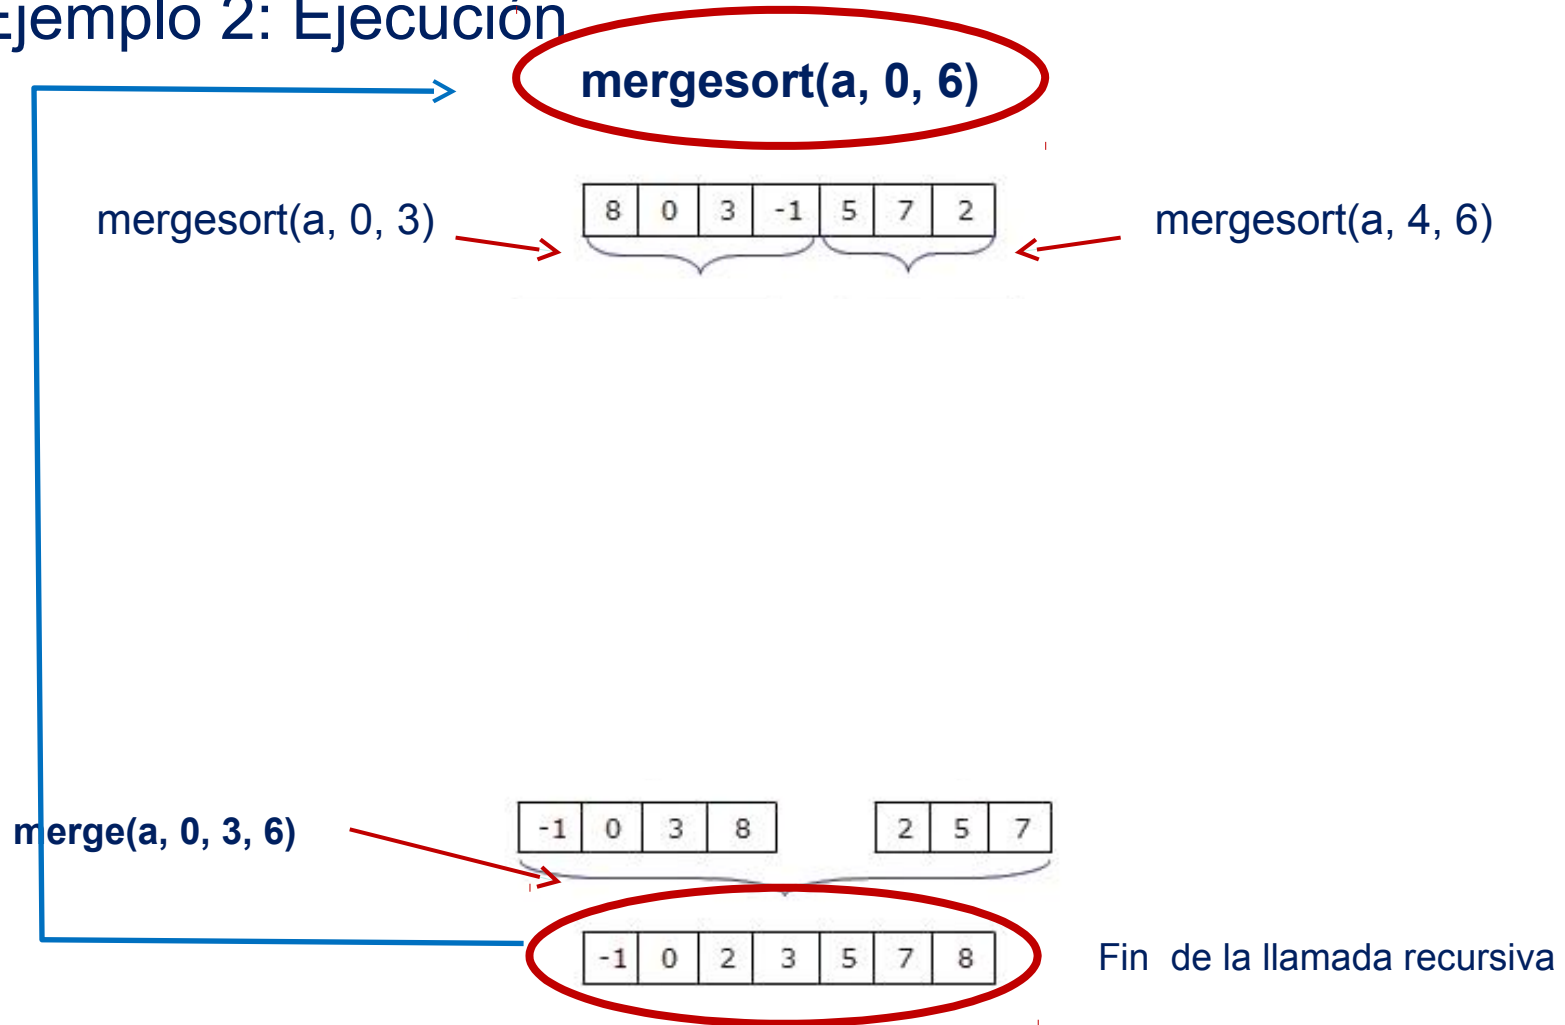 Ejemplo 2: Ejecución
mergesort(a, 0, 6)
mergesort(a, 0, 3)
8 0 3 -1 5 7 2
mergesort(a, 4, 6)
merge(a, 0, 3, 6)
-1 0 3 8
2 5 7
-1 0 2 3 5 7 8
Fin de la llamada recursiva